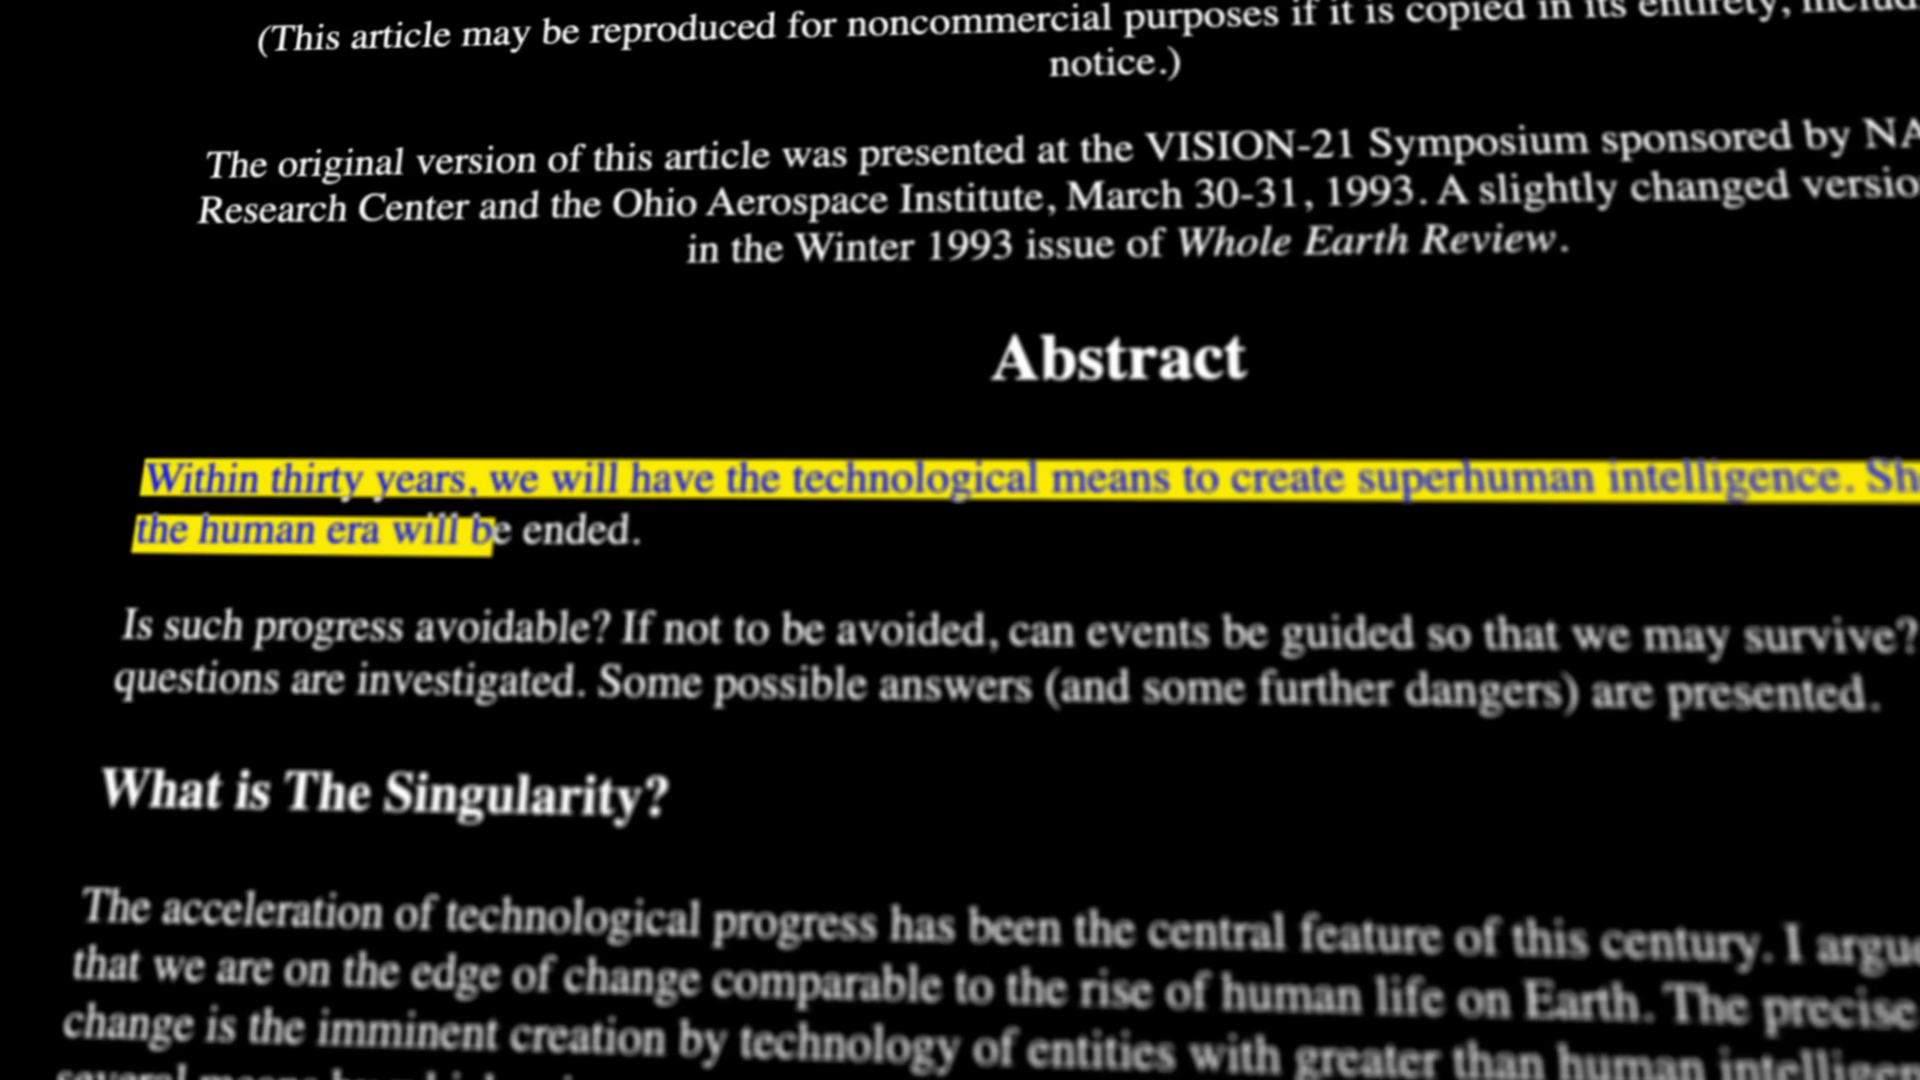 (This article may be reproduced for noncommercial purposes if it is copied in its entirety,
notice.)
The original version of this article was presented at the VISION-21 Symposium sponsored by
Research Center and the Ohio Aerospace Institute, March 30-31, 1993. A slightly changed
in the Winter 1993 issue of Whole Earth Review.
Abstract
Within thirty years, we will have the technological means to create superhuman intelligence.
the human era will be ended.
Is such progress avoidable? If not to be avoided, can events be guided so that we may survive?
questions are investigated. Some possible answers (and some further dangers) are presented.
What is The Singularity?
The acceleration of technological progress has been the central feature of this century. I
that we are on the edge of change comparable to the rise of human life on Earth. The precise
change is the imminent creation by technology of entities with greater than human
several means by which